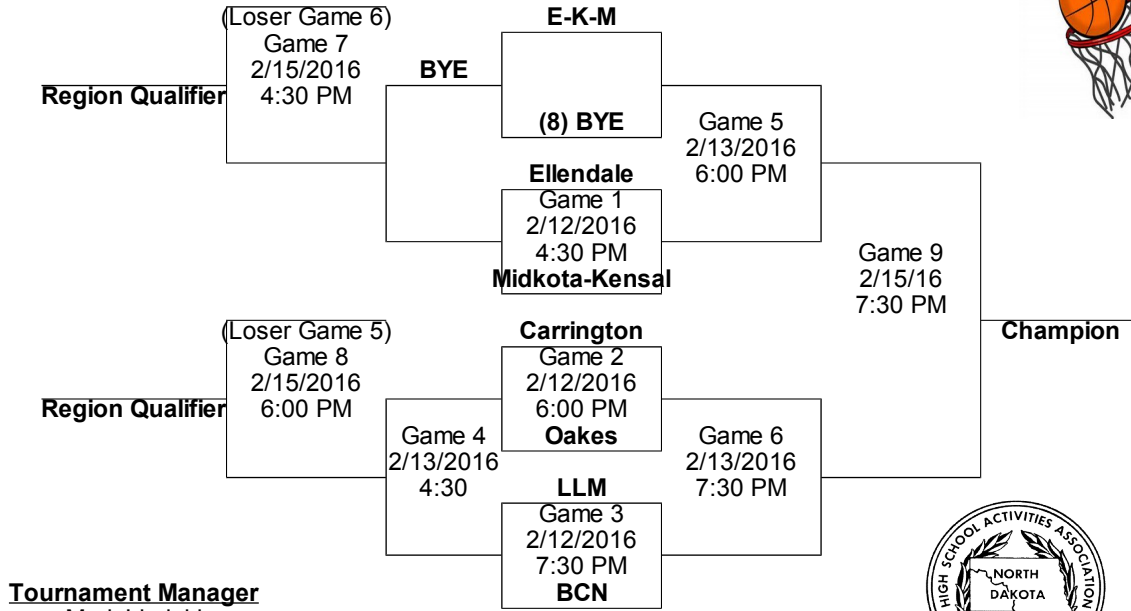 (Loser Game 6)
Game 7
2/15/2016
4:30 PM
Region Qualifier
BYE
E-K-M
(8) BYE
Ellendale
Game 1
2/12/2016
4:30 PM
Midkota-Kensal
Game 5
2/13/2016
6:00 PM
Game 9
2/15/16
7:30 PM
Champion
(Loser Game 5)
Game 8
2/15/2016
6:00 PM
Region Qualifier
Carrington
Game 2
2/12/2016
6:00 PM
Oakes
Game 4
2/13/2016
4:30
LLM
Game 3
2/12/2016
7:30 PM
BCN
Game 6
2/13/2016
7:30 PM
Tournament Manager
HIGH SCHOOL ACTIVITIES ASSOCIATION
NORTH
DAKOTA